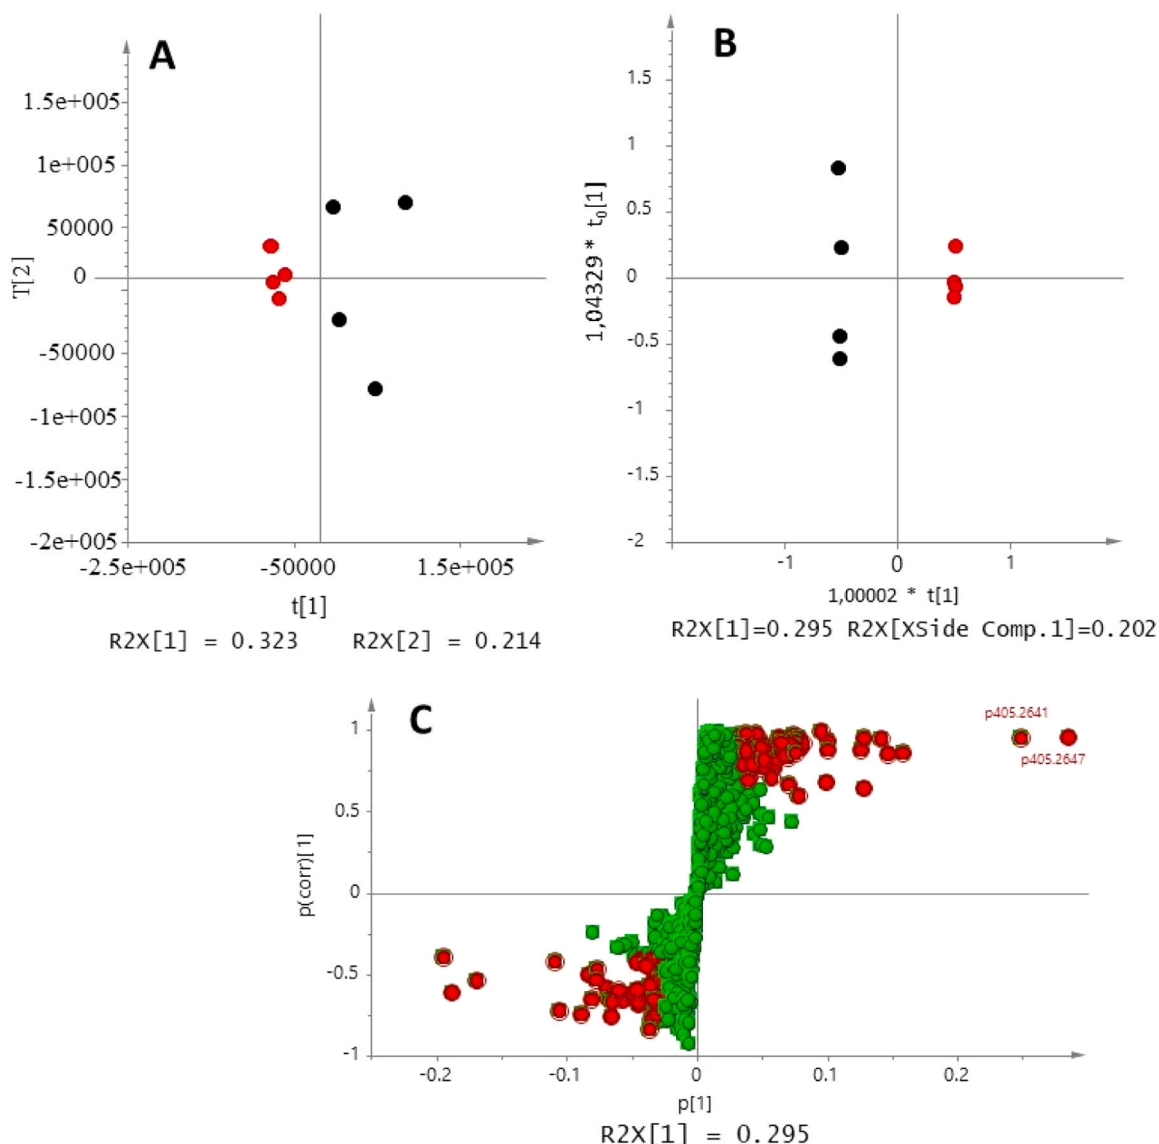 A
1.5e+005
1e+005
50000
0
-50000
-1e+005
-1.5e+005
-2e+005
T[2]
-2.5e+005 -50000 1.5e+005
t[1]
R2X[1] = 0.323 R2X[2] = 0.214
B
1.5
1
0.5
0
-0.5
-1
-1.5
-2
1,04329 * t0[1]
-1 0 1
1,00002 * t[1]
R2X[1]=0.295 R2X[XSide Comp.1]=0.202
C
p405.2641
p405.2647
1
0.5
0
-0.5
-1
p(corr)[1]
-0.2 -0.1 0 0.1 0.2
p[1]
R2X[1] = 0.295